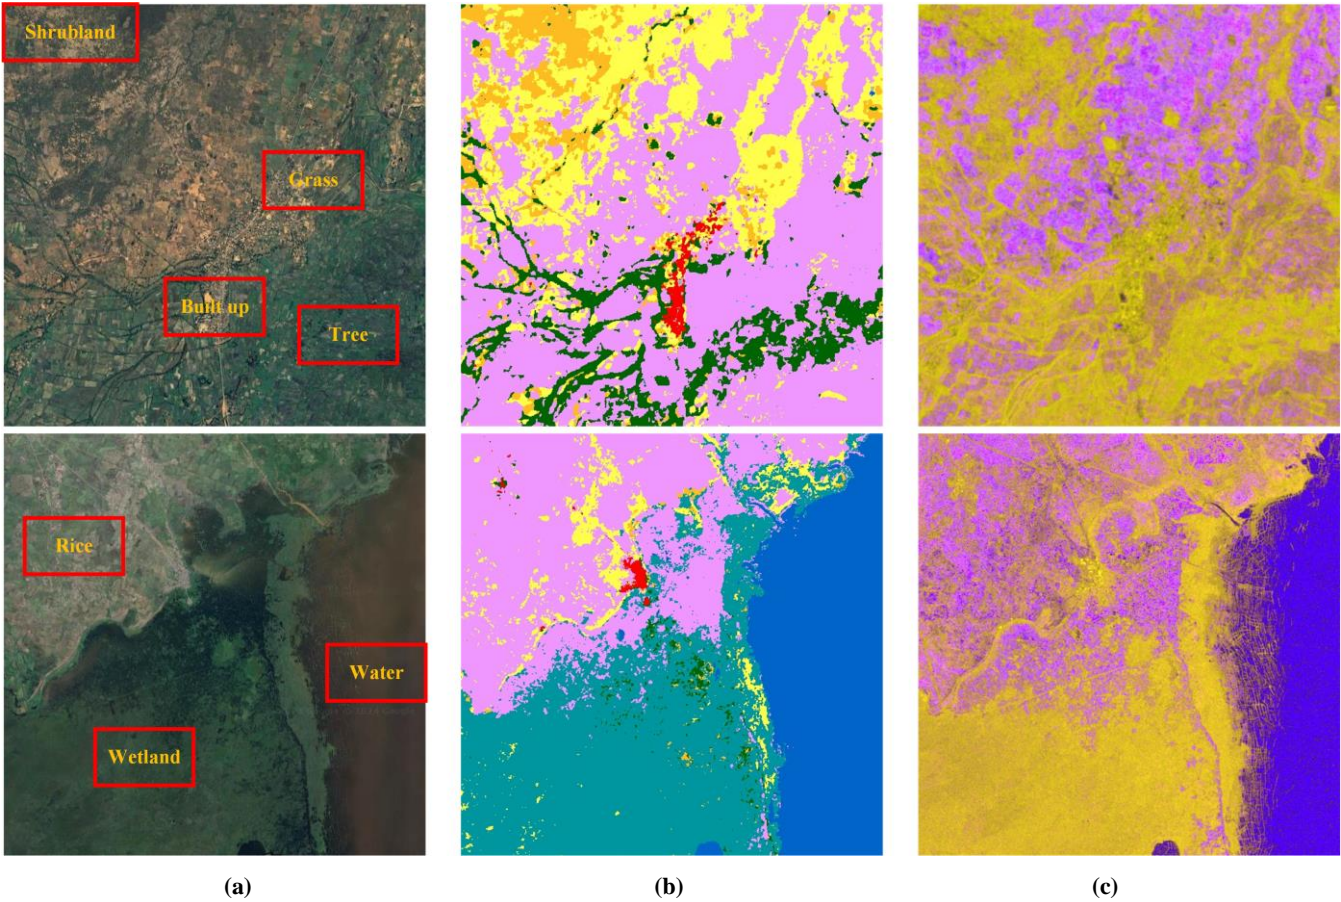 Shrubland
Grass
Built up
Tree
Rice
Water
Wetland
(a)
(b)
(c)